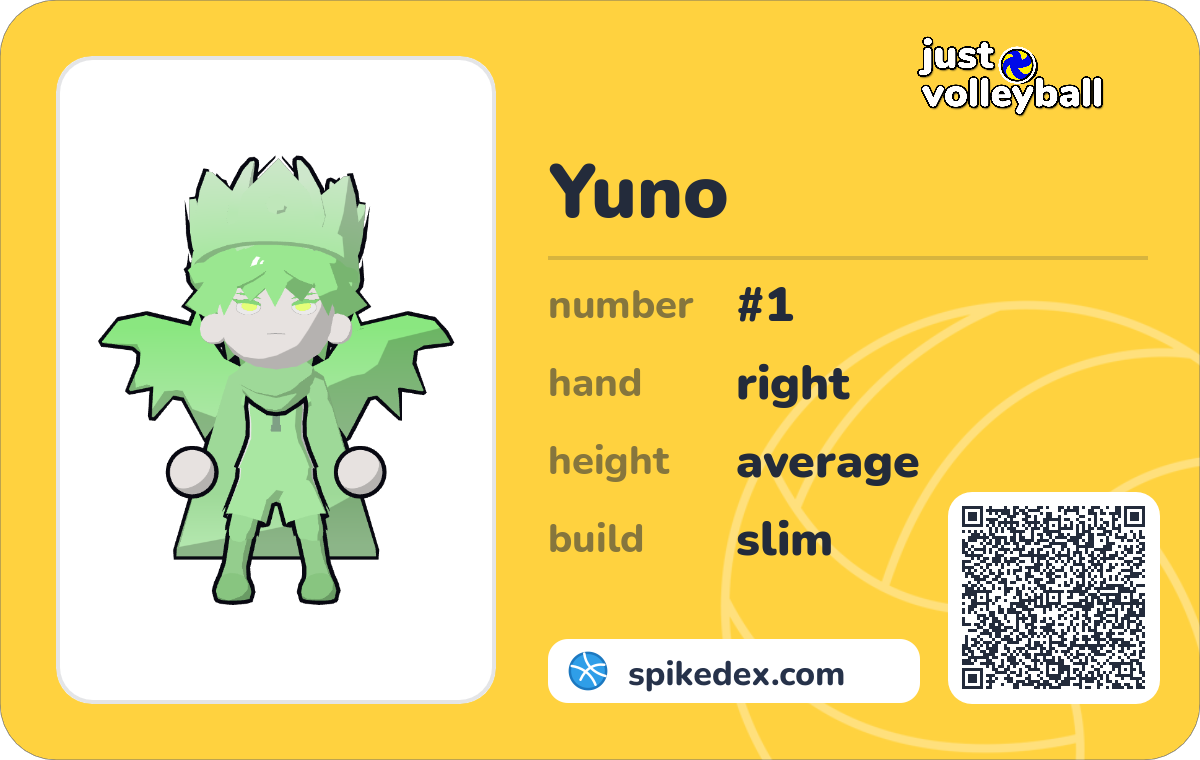 just
volleyball
Yuno
number #1
hand right
height average
build slim
spikedex.com